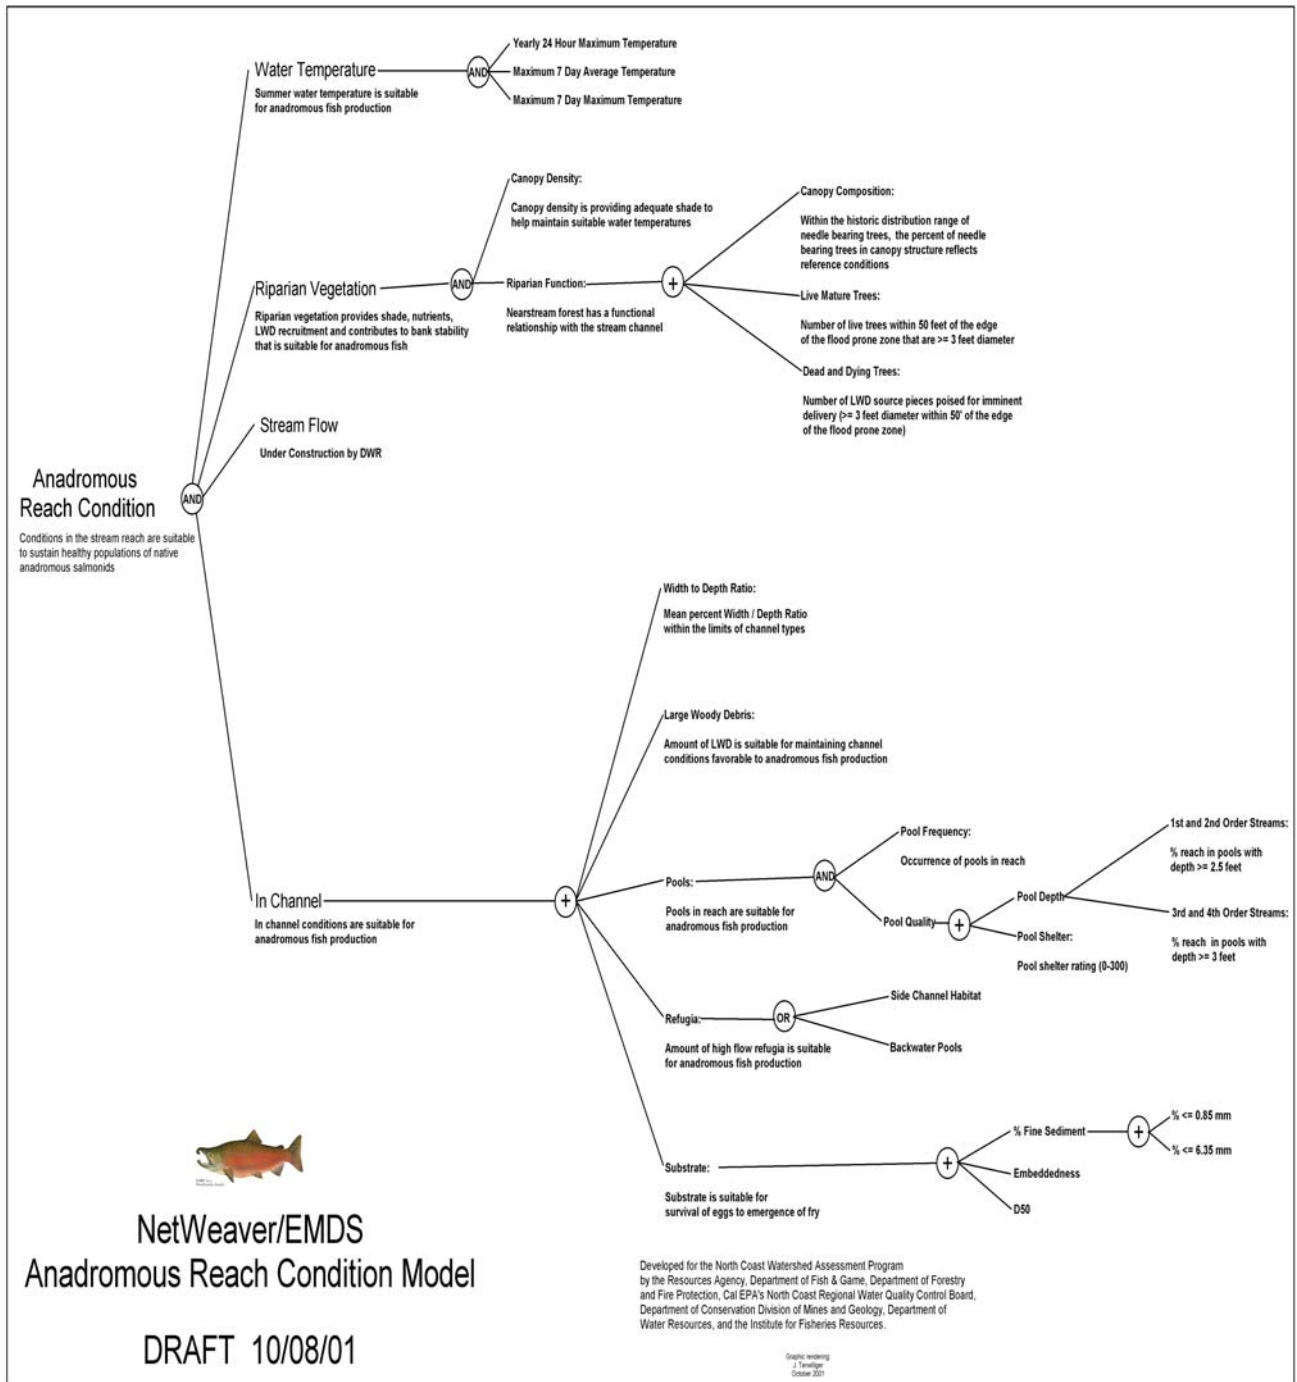 Yearly 24 Hour Maximum Temperature
Water Temperature
AND
Maximum 7 Day Average Temperature
Summer water temperature is suitable
for anadromous fish production
Maximum 7 Day Maximum Temperature
Canopy Density:
Canopy density is providing adequate shade to
help maintain suitable water temperatures
Canopy Composition:
Within the historic distribution range of
needle bearing trees, the percent of needle
bearing trees in canopy structure reflects
reference conditions
Riparian Vegetation
AND
Riparian Function:
+
Riparian vegetation provides shade, nutrients,
LWD recruitment and contributes to bank stability
that is suitable for anadromous fish
Nearstream forest has a functional
relationship with the stream channel
Live Mature Trees:
Number of live trees within 50 feet of the edge
of the flood prone zone that are >= 3 feet diameter
Dead and Dying Trees:
Number of LWD source pieces poised for imminent
delivery (>= 3 feet diameter within 50' of the edge
of the flood prone zone)
Stream Flow
Under Construction by DWR
Anadromous
Reach Condition
AND
Conditions in the stream reach are suitable
to sustain healthy populations of native
anadromous salmonids
Width to Depth Ratio:
Mean percent Width / Depth Ratio
within the limits of channel types
Large Woody Debris:
Amount of LWD is suitable for maintaining channel
conditions favorable to anadromous fish production
In Channel
+
In channel conditions are suitable for
anadromous fish production
Pools:
AND
Pools in reach are suitable for
anadromous fish production
Pool Frequency:
Occurrence of pools in reach
Pool Quality
+
Pool Depth
1st and 2nd Order Streams:
% reach in pools with
depth >= 2.5 feet
3rd and 4th Order Streams:
% reach in pools with
depth >= 3 feet
Pool Shelter:
Pool shelter rating (0-300)
Refugia:
OR
Amount of high flow refugia is suitable
for anadromous fish production
Side Channel Habitat
Backwater Pools
Substrate:
+
Substrate is suitable for
survival of eggs to emergence of fry
% Fine Sediment
+
% <= 0.85 mm
% <= 6.35 mm
Embeddedness
D50
NetWeaver/EMDS
Anadromous Reach Condition Model
DRAFT 10/08/01
Developed for the North Coast Watershed Assessment Program
by the Resources Agency, Department of Fish & Game, Department of Forestry
and Fire Protection, Cal EPA's North Coast Regional Water Quality Control Board,
Department of Conservation Division of Mines and Geology, Department of
Water Resources, and the Institute for Fisheries Resources.
Graphic rendering
J. Terwilliger
October 2001